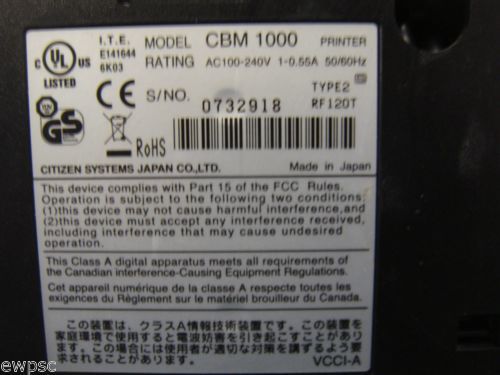 I.T.E. MODEL CBM 1000 PRINTER
C UL US E141644 RATING AC100-240V 1-0.55A 50/60Hz
LISTED 6K03
CE S/NO. 0732918 TYPE2
RF120T
GS RoHS
CITIZEN SYSTEMS JAPAN CO.,LTD. Made in Japan
This device complies with Part 15 of the FCC Rules.
Operation is subject to the following two conditions:
(1)this device may not cause harmful interference,and
(2)this device must accept any interference received,
including interference that may cause undesired
operation.
This Class A digital apparatus meets all requirements of
the Canadian interference-Causing Equipment Regulations.
Cet appareil numérique de la classe A respecte toutes les
exigences du Règlement sur le matériel brouilleur du Canada.
この装置は、クラスA情報技術装置です。この装置を
家庭環境で使用すると電波妨害を引き起こすことがあ
ります。この場合には使用者が適切な対策を講ずるよう要
求されることがあります。
VCCI-A
ewpsc